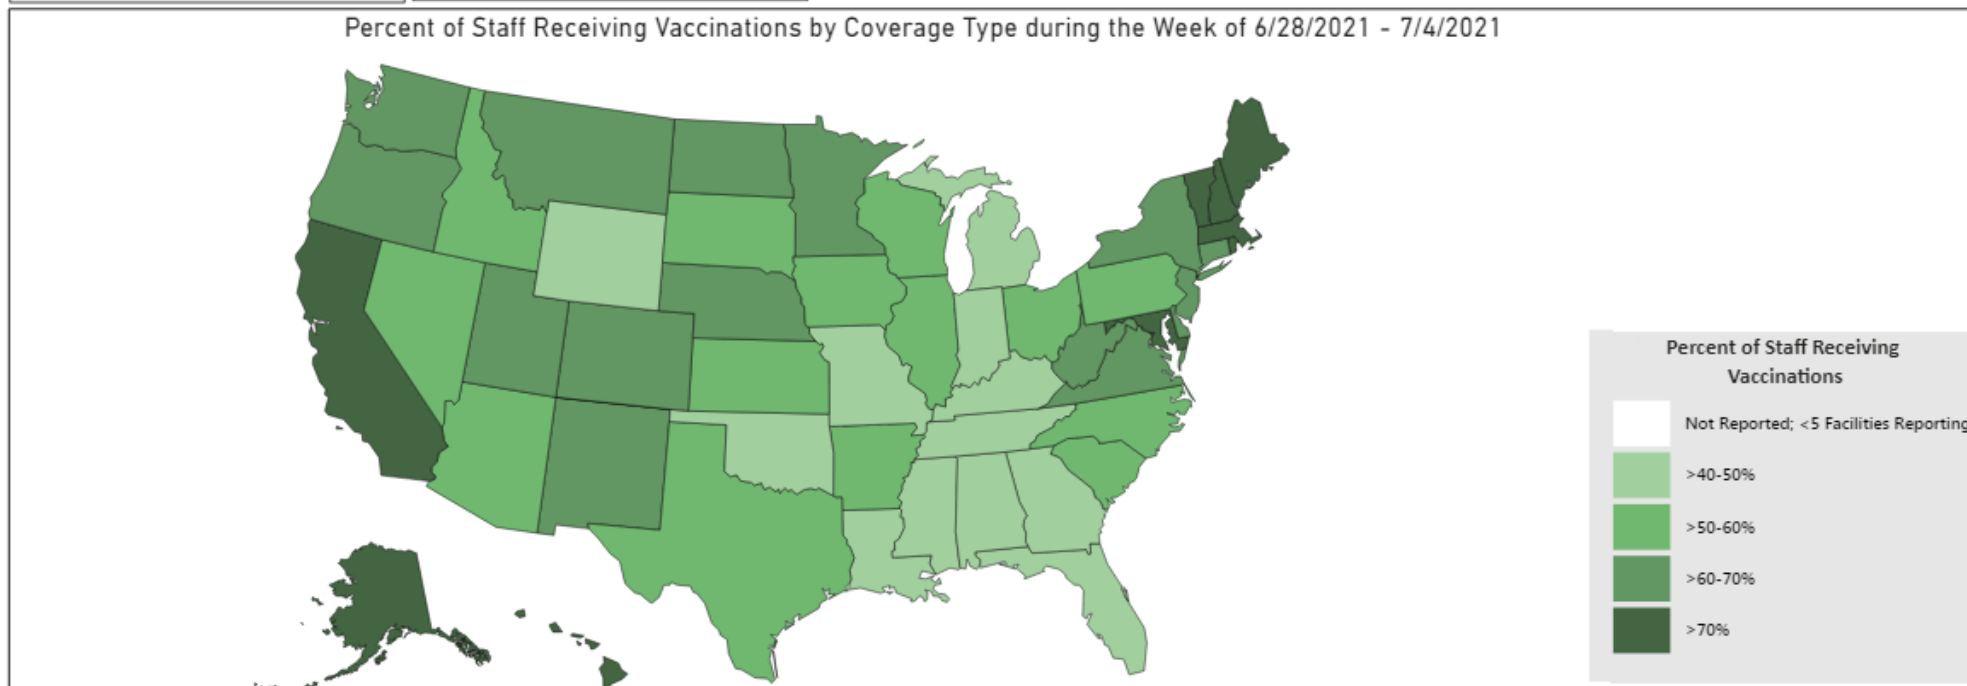 Percent of Staff Receiving Vaccinations by Coverage Type during the Week of 6/28/2021 - 7/4/2021
Percent of Staff Receiving
Vaccinations
Not Reported; <5 Facilities Reporting
>40-50%
>50-60%
>60-70%
>70%